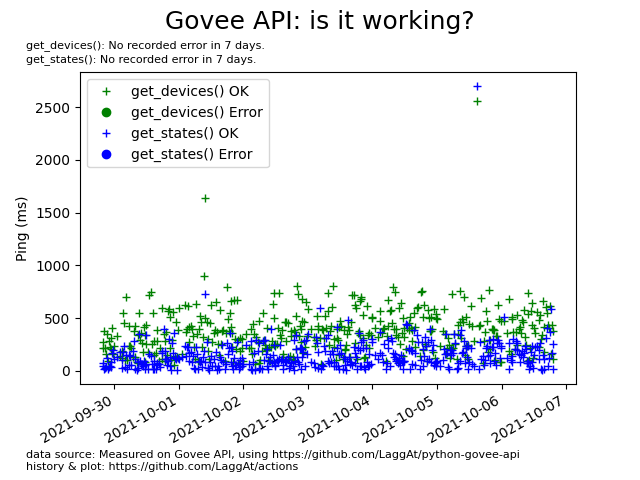 Govee API: is it working?
get_devices(): No recorded error in 7 days.
get_states(): No recorded error in 7 days.
get_devices() OK
get_devices() Error
get_states() OK
get_states() Error
Ping (ms)
2500
2000
1500
1000
500
0
2021-09-30
2021-10-01
2021-10-02
2021-10-03
2021-10-04
2021-10-05
2021-10-06
2021-10-07
data source: Measured on Govee API, using https://github.com/LaggAt/python-govee-api
history & plot: https://github.com/LaggAt/actions